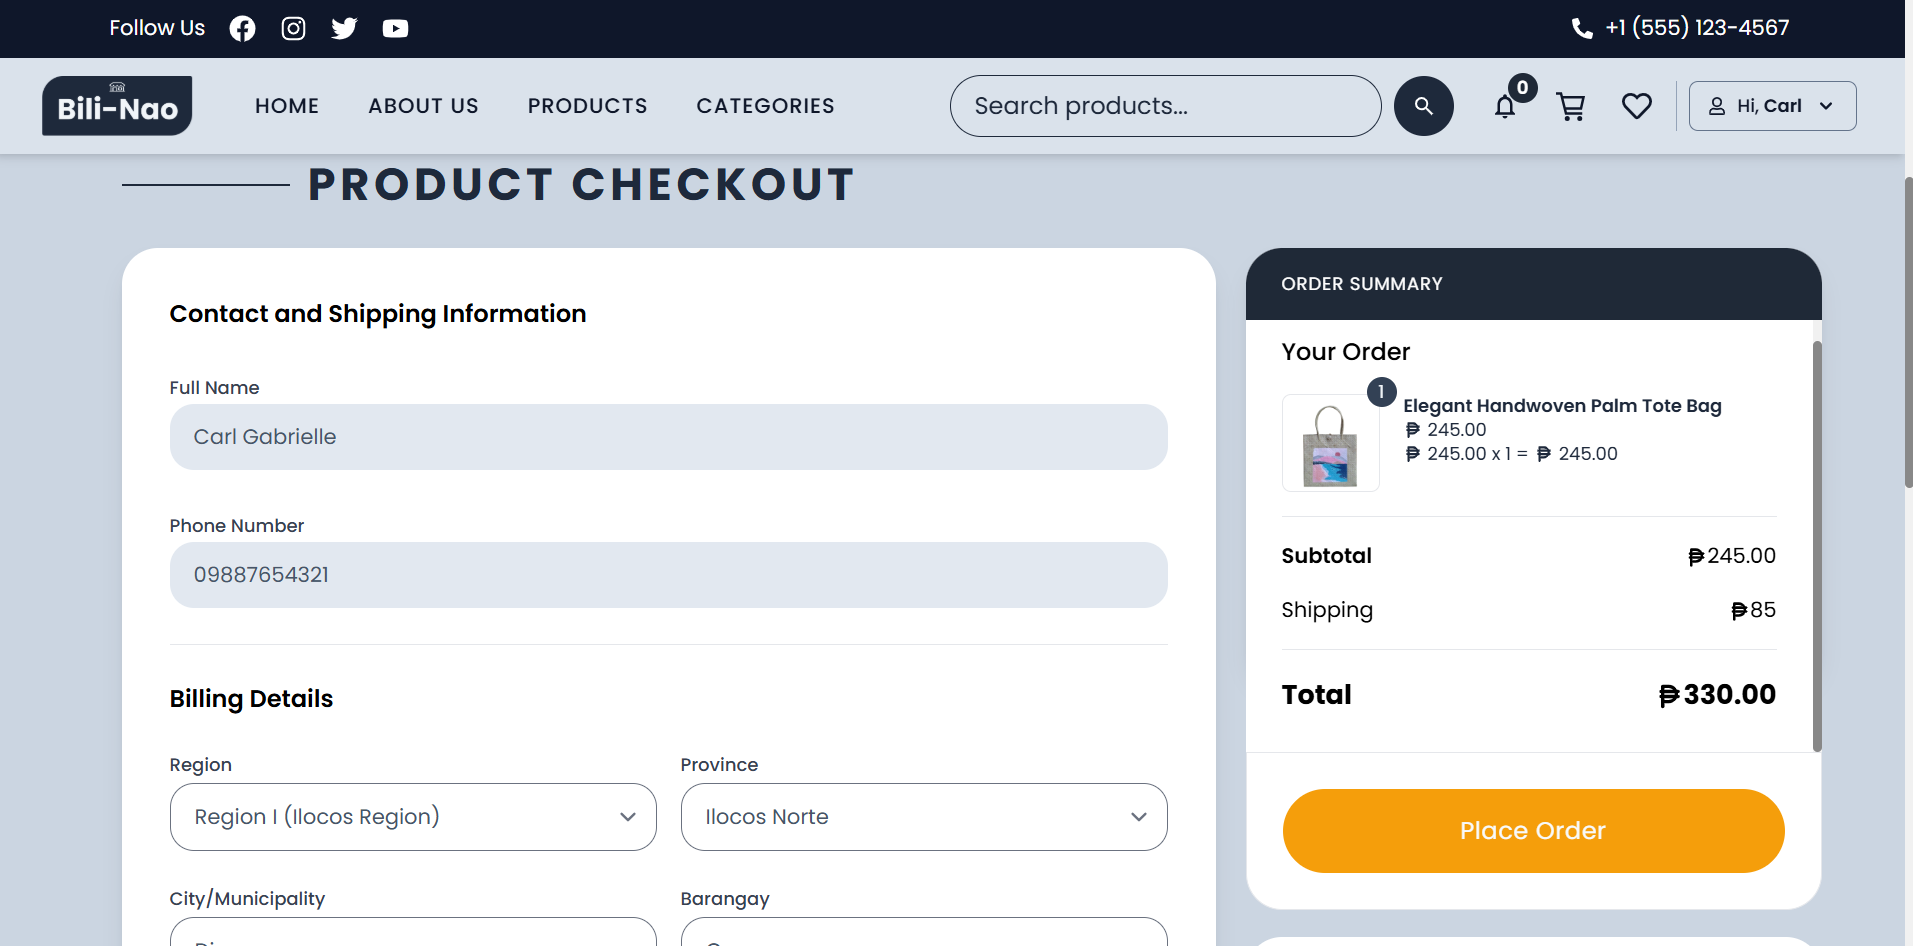 Follow Us
+1 (555) 123-4567
Bili-Nao
HOME ABOUT US PRODUCTS CATEGORIES
Search products...
0
Hi, Carl
PRODUCT CHECKOUT
Contact and Shipping Information
Full Name
Carl Gabrielle
Phone Number
09887654321
Billing Details
Region
Region I (Ilocos Region)
Province
Ilocos Norte
City/Municipality
Barangay
ORDER SUMMARY
Your Order
1
Elegant Handwoven Palm Tote Bag
₱ 245.00
₱ 245.00 x 1 = ₱ 245.00
Subtotal ₱245.00
Shipping ₱85
Total ₱330.00
Place Order